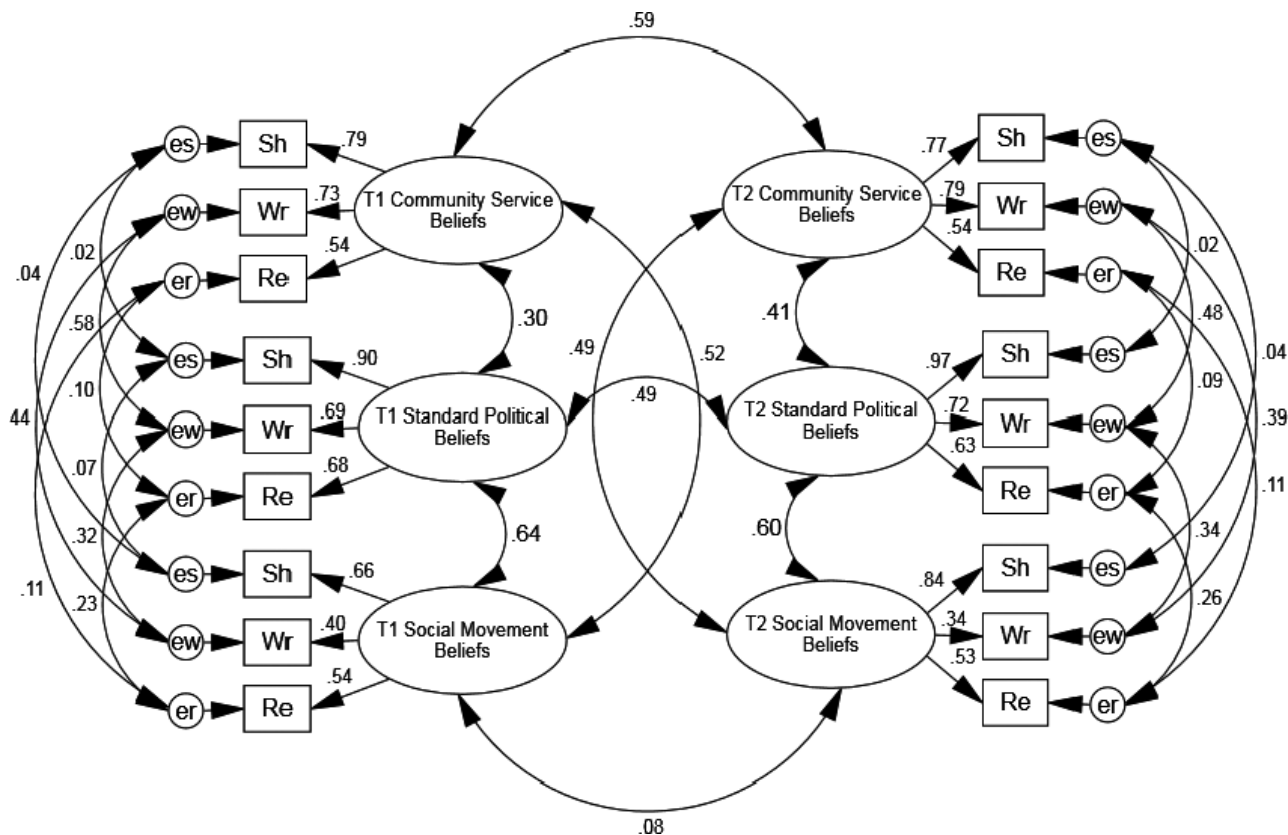 .59
es
Sh
.79
ew
Wr
.73
er
Re
.54
T1 Community Service
Beliefs
.04
.02
.58
.10
44
.07
.32
.11
.23
.30
es
Sh
.90
ew
Wr
.69
er
Re
.68
T1 Standard Political
Beliefs
.64
es
Sh
.66
ew
Wr
.40
er
Re
.54
T1 Social Movement
Beliefs
.49
.49
.52
.08
T2 Community Service
Beliefs
.77
Sh
es
.79
Wr
ew
.54
Re
er
.41
T2 Standard Political
Beliefs
.97
Sh
es
.72
Wr
ew
.63
Re
er
.60
T2 Social Movement
Beliefs
.84
Sh
es
.34
Wr
ew
.53
Re
er
.02
.48
.04
.09
.39
.11
.34
.26